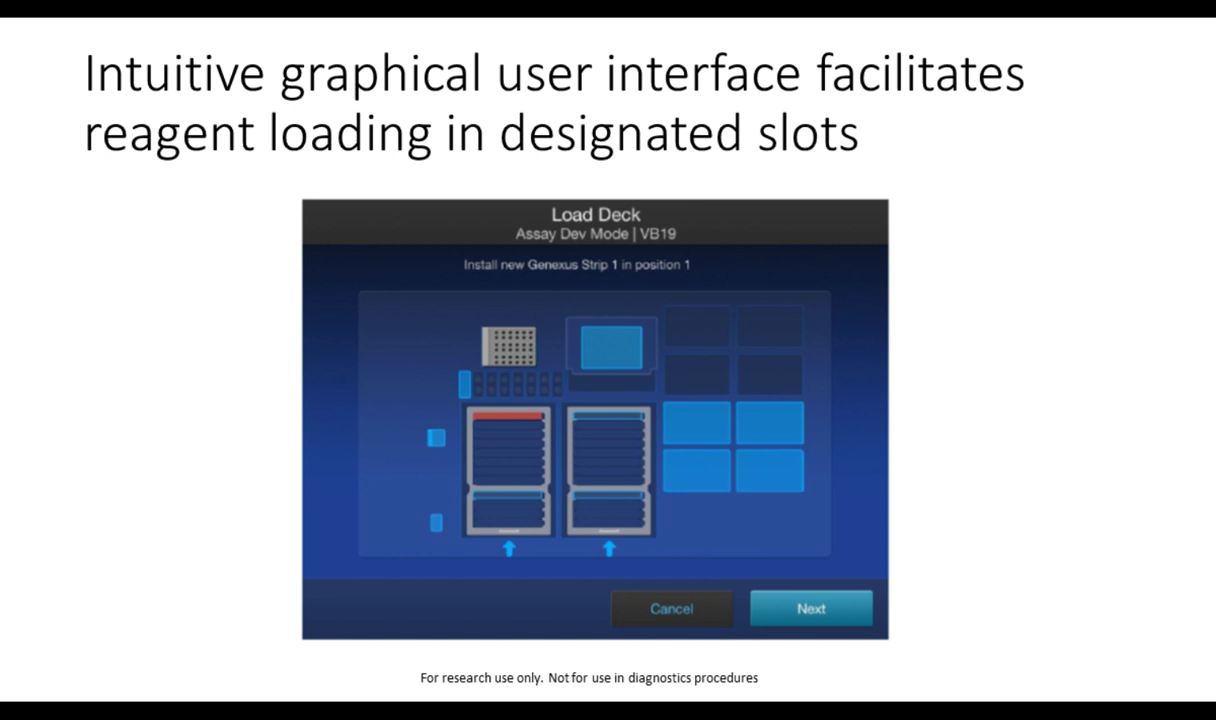 Intuitive graphical user interface facilitates
reagent loading in designated slots
Load Deck
Assay Dev Mode | VB19
Install new Genexus Strip 1 in position 1
Cancel
Next
For research use only. Not for use in diagnostics procedures